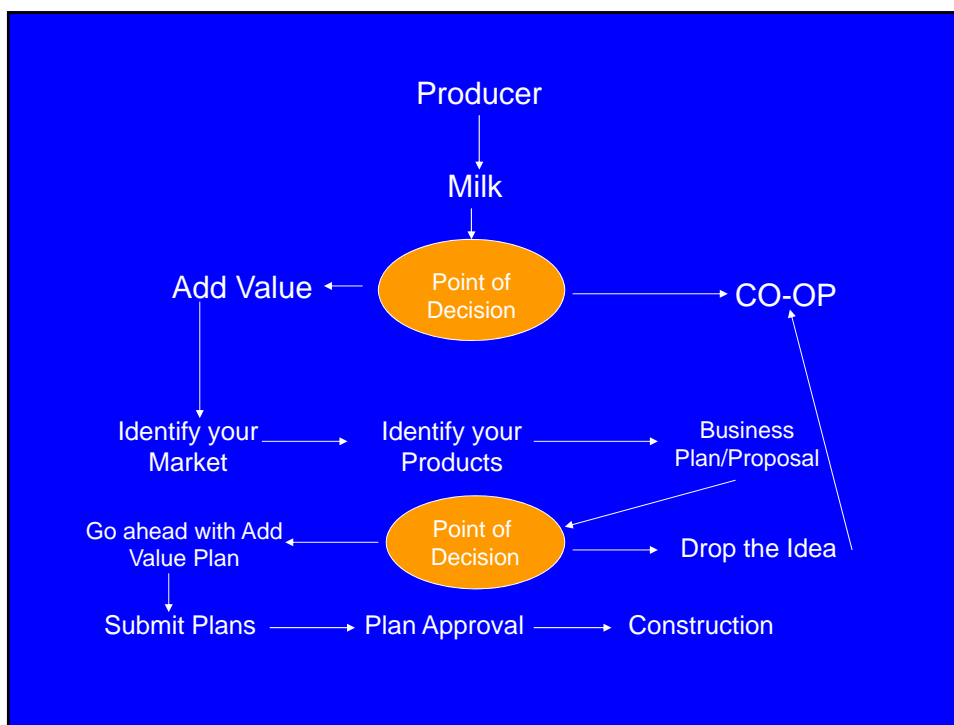 Producer
Milk
Add Value
Point of
Decision
CO-OP
Identify your
Market
Identify your
Products
Business
Plan/Proposal
Go ahead with Add
Value Plan
Point of
Decision
Drop the Idea
Submit Plans
Plan Approval
Construction